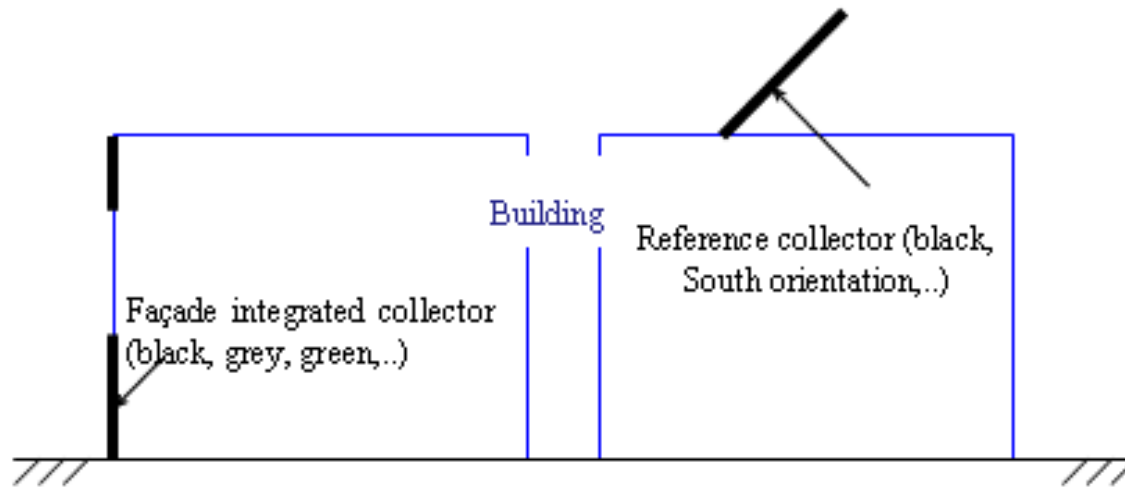 Building
Reference collector (black,
South orientation,..)
Façade integrated collector
(black, grey, green,..)